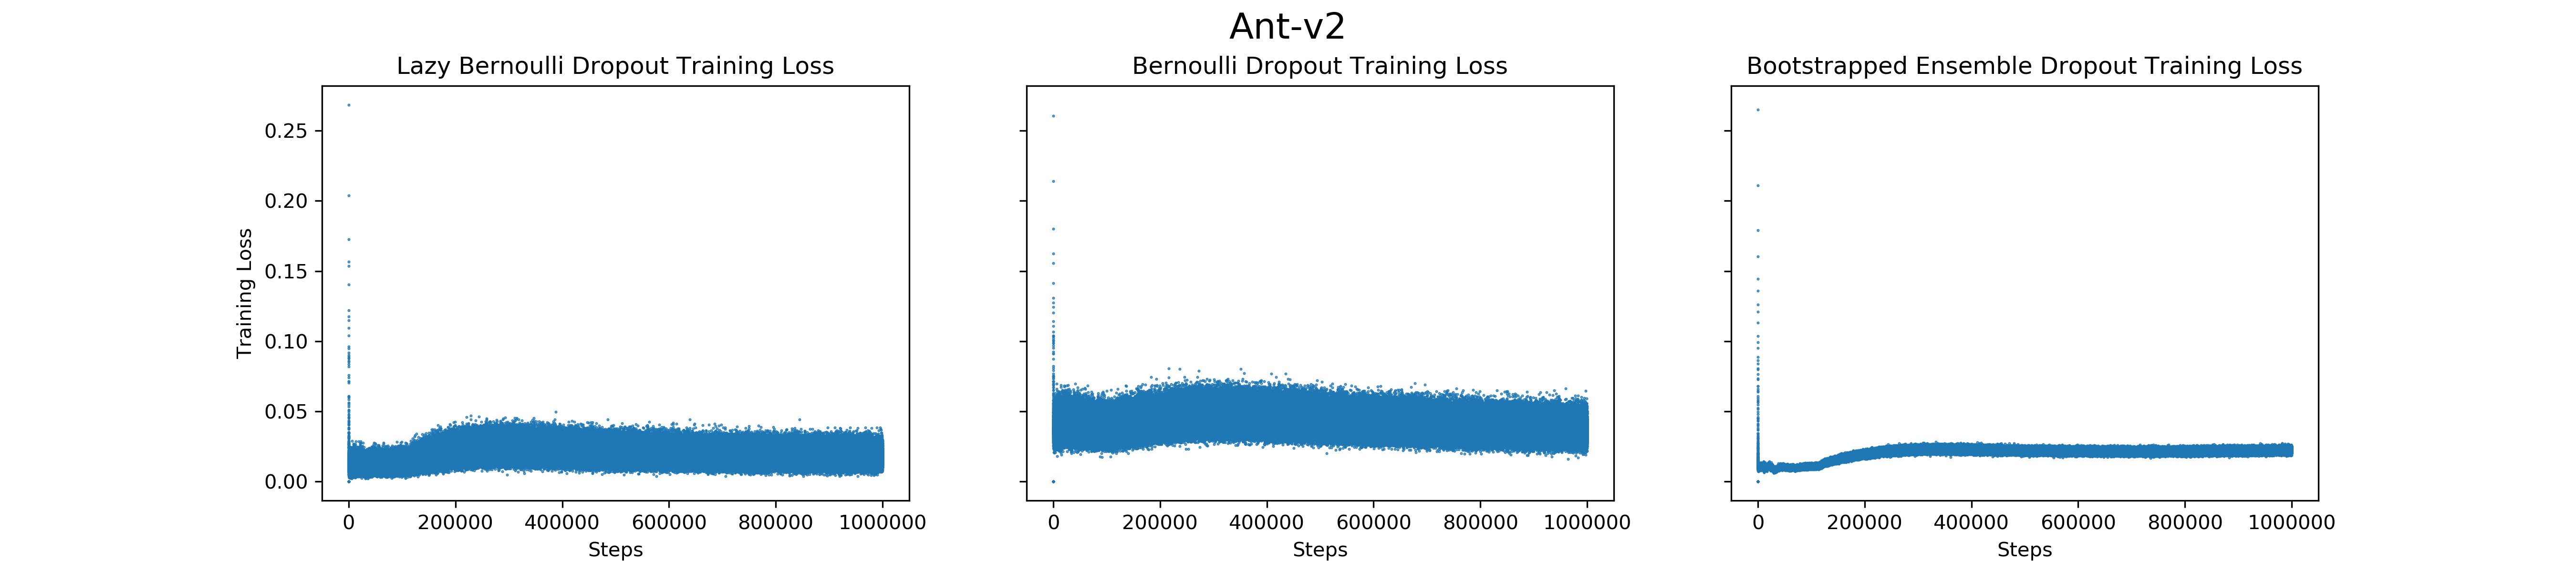 Ant-v2
Lazy Bernoulli Dropout Training Loss
Training Loss
0.25
0.20
0.15
0.10
0.05
0.00
0 200000 400000 600000 800000 1000000
Steps
Bernoulli Dropout Training Loss
0 200000 400000 600000 800000 1000000
Steps
Bootstrapped Ensemble Dropout Training Loss
0 200000 400000 600000 800000 1000000
Steps